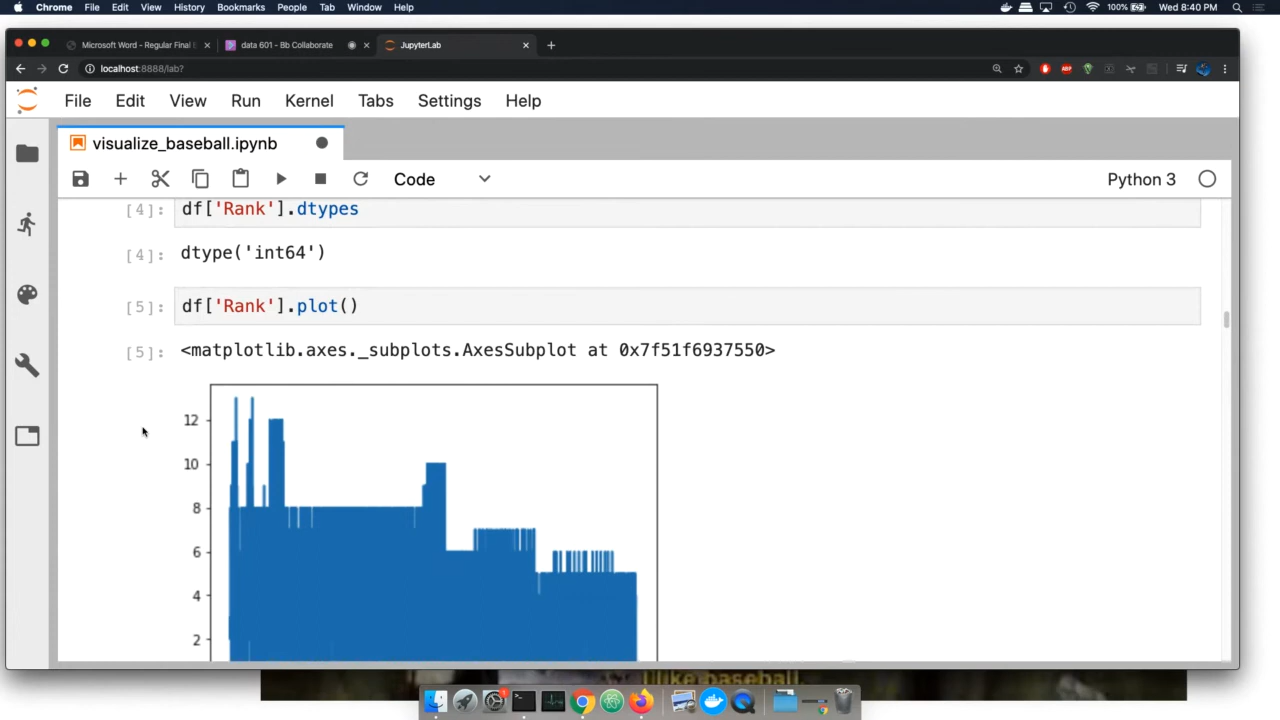 Chrome File Edit View History Bookmarks People Tab Window Help 100% Wed 8:40 PM
Microsoft Word - Regular Final data 601 - Bb Collaborate JupyterLab
localhost:8888/lab?
ABP
File Edit View Run Kernel Tabs Settings Help
visualize_baseball.ipynb
Code Python 3
[4]: df['Rank'].dtypes
[4]: dtype('int64')
[5]: df['Rank'].plot()
[5]: <matplotlib.axes._subplots.AxesSubplot at 0x7f51f6937550>
12
10
8
6
4
2
I like baseball.